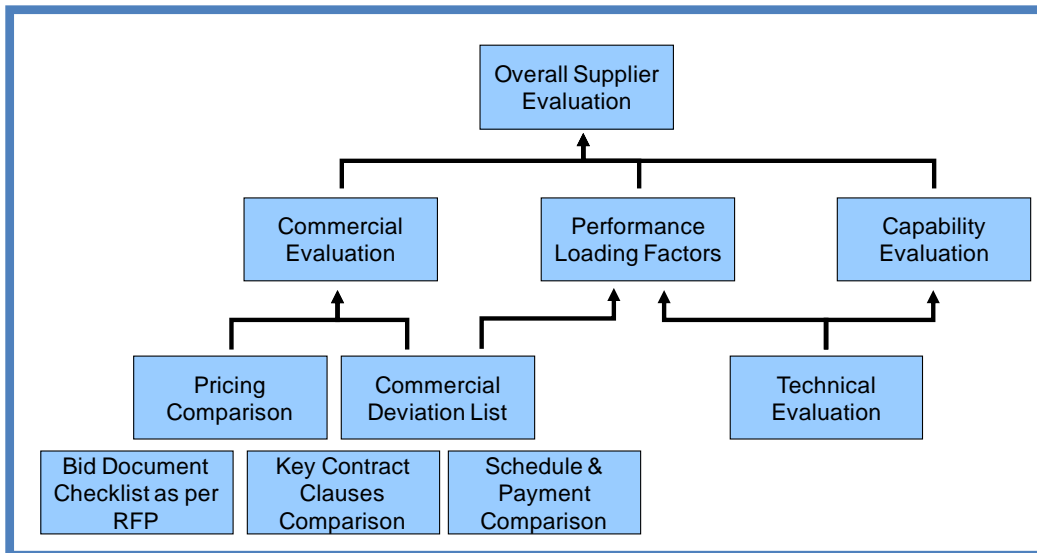 Overall Supplier
Evaluation
Commercial
Evaluation
Performance
Loading Factors
Capability
Evaluation
Pricing
Comparison
Commercial
Deviation List
Technical
Evaluation
Bid Document
Checklist as per
RFP
Key Contract
Clauses
Comparison
Schedule &
Payment
Comparison